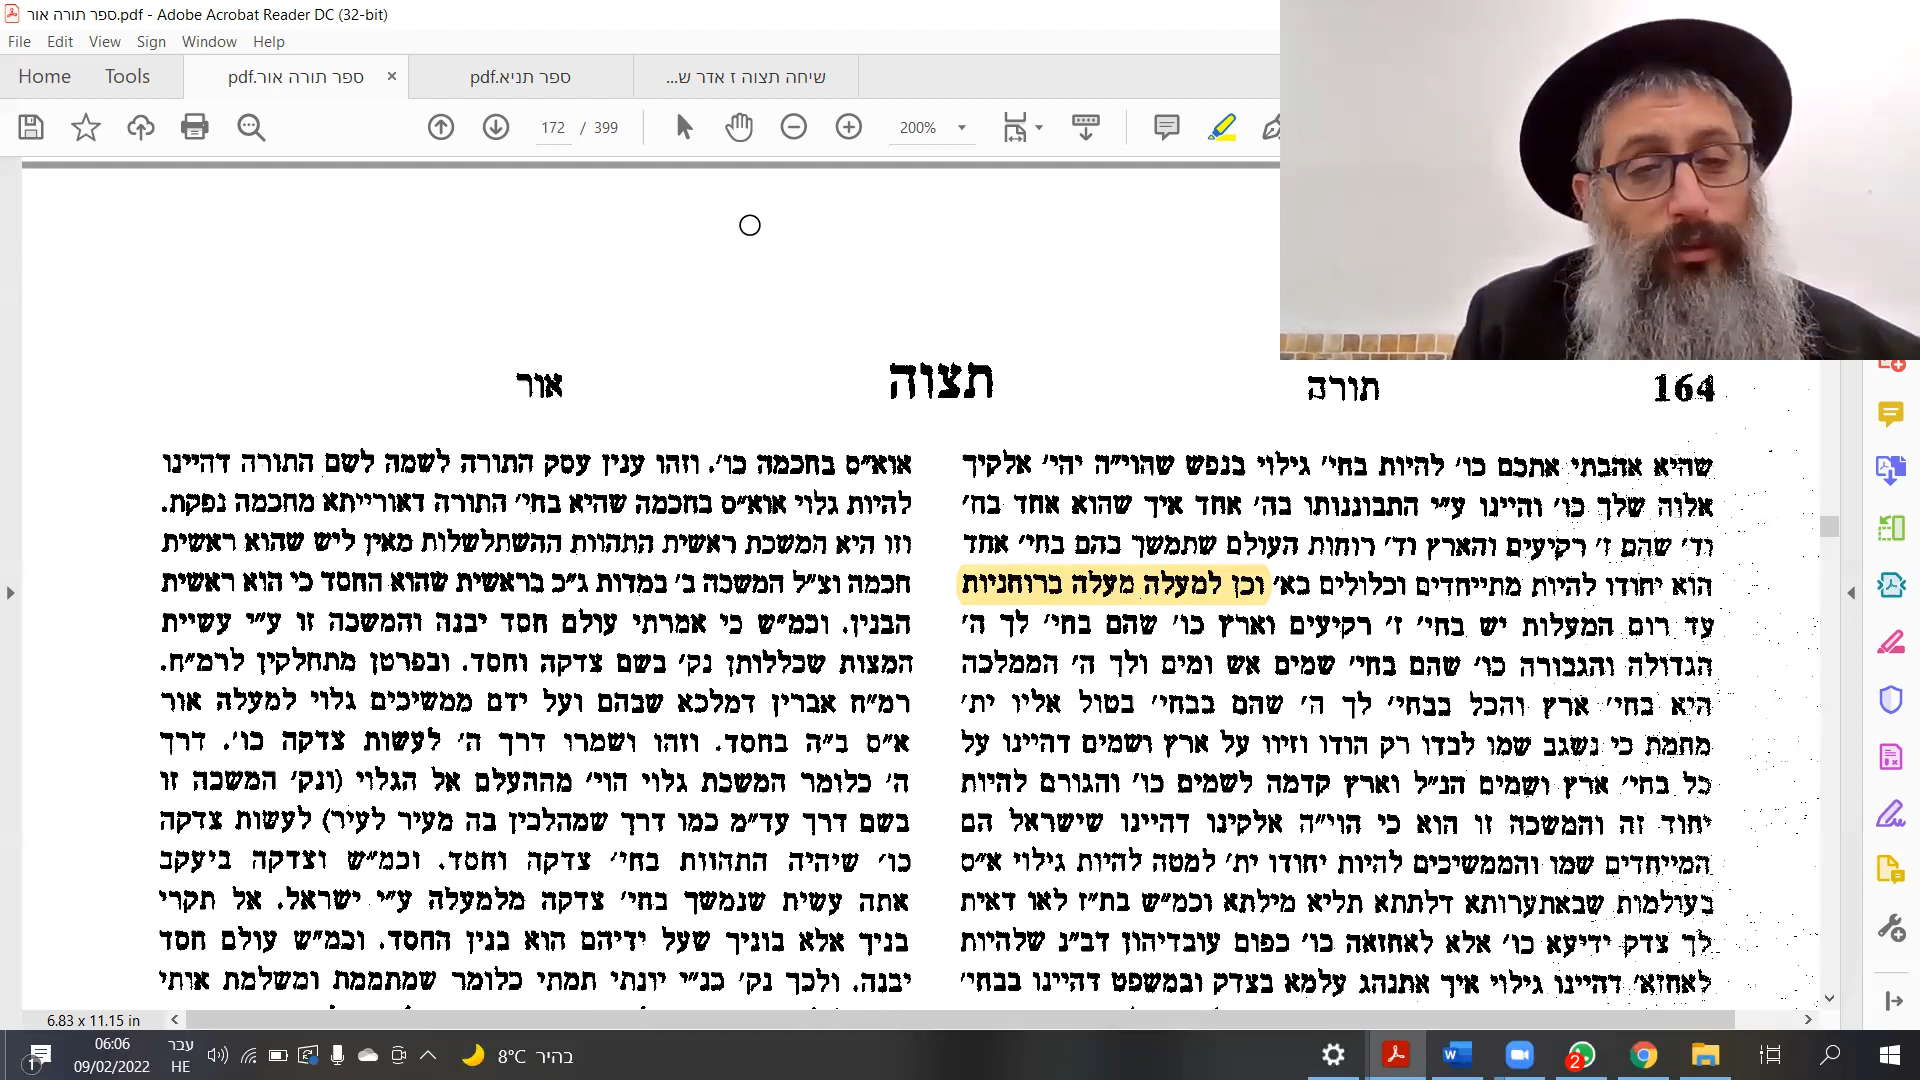 ספר תורה אור.pdf - Adobe Acrobat Reader DC (32-bit)
File Edit View Sign Window Help
Home Tools ספר תורה אור.pdf × ספר תניא.pdf שיחה תצוה ז אדר ש...
172 / 399 200%
164 תורה תצוה אור
שהיא אהבתי אתכם כו׳ להיות בחי׳ גילוי בנפש שהוי״ה יהי׳ אלקיך
אלוה שלך כו׳ והיינו ע״י התבוננותו בה׳ אחד איך שהוא אחד בח׳
וד׳ שהם ז׳ רקיעים והארץ וד׳ רוחות העולם שתמשך בהם בחי׳ אחד
הוא יחודו להיות מתייחדים וכלולים בא׳ וכן למעלה מעלה ברוחניות
עד רום המעלות יש בחי׳ ז׳ רקיעים וארץ כו׳ שהם בחי׳ לך ה׳
הגדולה והגבורה כו׳ שהם בחי׳ שמים אש ומים ולך ה׳ הממלכה
היא בחי׳ ארץ והכל בבחי׳ לך ה׳ שהם בבחי׳ בטול אליו ית׳
מחמת כי נשגב שמו לבדו רק הודו וזיוו על ארץ ושמים דהיינו על
כל בחי׳ ארץ ושמים הנ״ל וארץ קדמה לשמים כו׳ והגורם להיות
יחוד זה והמשכה זו הוא כי הוי״ה אלקינו דהיינו שישראל הם
המייחדים שמו והממשיכים להיות יחודו ית׳ למטה להיות גילוי א״ס
בעולמות שבאתערותא דלתתא תליא מילתא וכמ״ש בת״ז לאו דאית
לך צדק ידיעא כו׳ אלא לאחזאה כו׳ כפום עובדיהון דב״נ שלהיות
לאחזא׳ דהיינו גילוי איך אתנהג עלמא בצדק ובמשפט דהיינו בבחי׳
אוא״ס בחכמה כו׳. וזהו ענין עסק התורה לשמה לשם התורה דהיינו
להיות גלוי אוא״ס בחכמה שהיא בחי׳ התורה דאורייתא מחכמה נפקת.
וזו היא המשכת ראשית התהוות ההשתלשלות מאין ליש שהוא ראשית
חכמה וצ״ל המשכה ב׳ במדות ג״כ בראשית שהוא החסד כי הוא ראשית
הבנין. וכמ״ש כי אמרתי עולם חסד יבנה והמשכה זו ע״י עשיית
המצות שכללותן נק׳ בשם צדקה וחסד. ובפרטן מתחלקין לרמ״ח.
רמ״ח אברין דמלכא שבהם ועל ידם ממשיכים גלוי למעלה אור
א״ס ב״ה בחסד. וזהו ושמרו דרך ה׳ לעשות צדקה כו׳. דרך
ה׳ כלומר המשכת גלוי הוי׳ מההעלם אל הגלוי (ונק׳ המשכה זו
בשם דרך עד״מ כמו דרך שמהלכין בה מעיר לעיר) לעשות צדקה
כו׳ שיהיה התהוות בחי׳ צדקה וחסד. וכמ״ש וצדקה ביעקב
אתה עשית שנמשך בחי׳ צדקה מלמעלה ע״י ישראל. אל תקרי
בניך אלא בוניך שעל ידיהם הוא בנין החסד. וכמ״ש עולם חסד
יבנה. ולכך נק׳ כנ״י יונתי תמתי כלומר שמתממת ומשלמת אותי
6.83 x 11.15 in
06:06
09/02/2022
עבר
HE
8°C בהיר
1
2